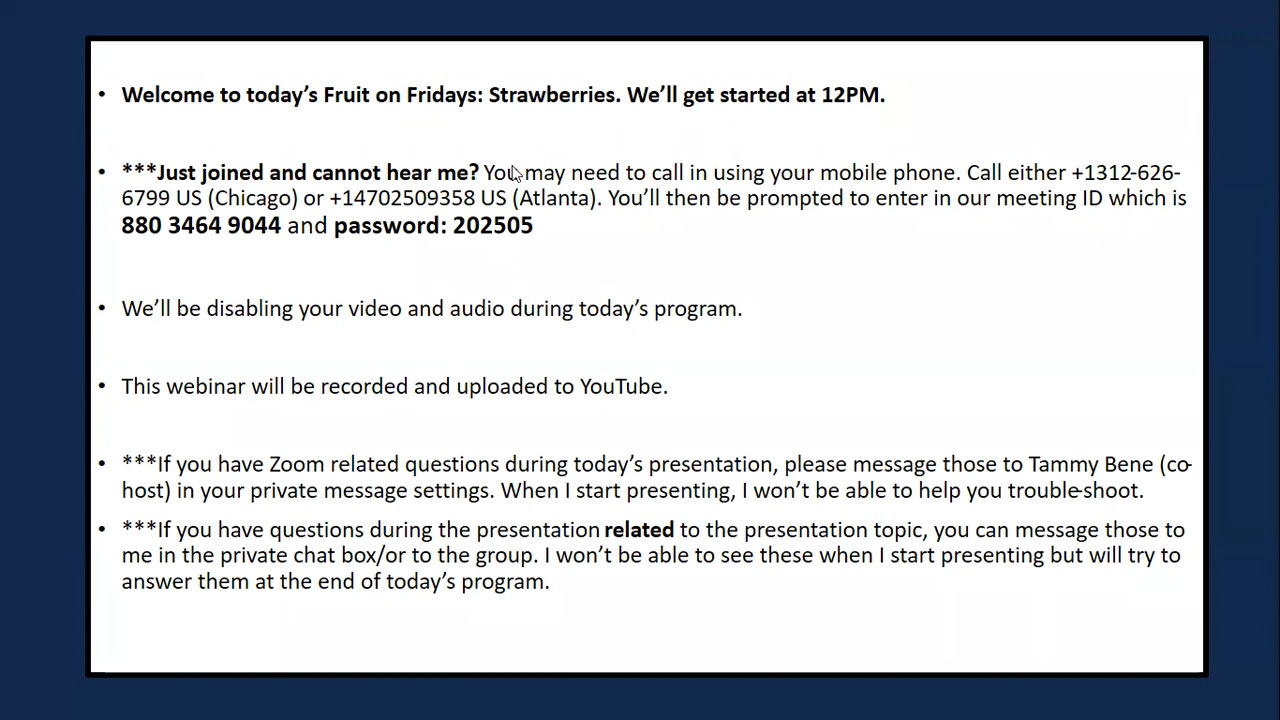 • Welcome to today's Fruit on Fridays: Strawberries. We'll get started at 12PM.
• ***Just joined and cannot hear me? You may need to call in using your mobile phone. Call either +1312-626-
6799 US (Chicago) or +14702509358 US (Atlanta). You'll then be prompted to enter in our meeting ID which is
880 3464 9044 and password: 202505
• We'll be disabling your video and audio during today's program.
• This webinar will be recorded and uploaded to YouTube.
• ***If you have Zoom related questions during today's presentation, please message those to Tammy Bene (co-
host) in your private message settings. When I start presenting, I won't be able to help you trouble-shoot.
• ***If you have questions during the presentation related to the presentation topic, you can message those to
me in the private chat box/or to the group. I won't be able to see these when I start presenting but will try to
answer them at the end of today's program.